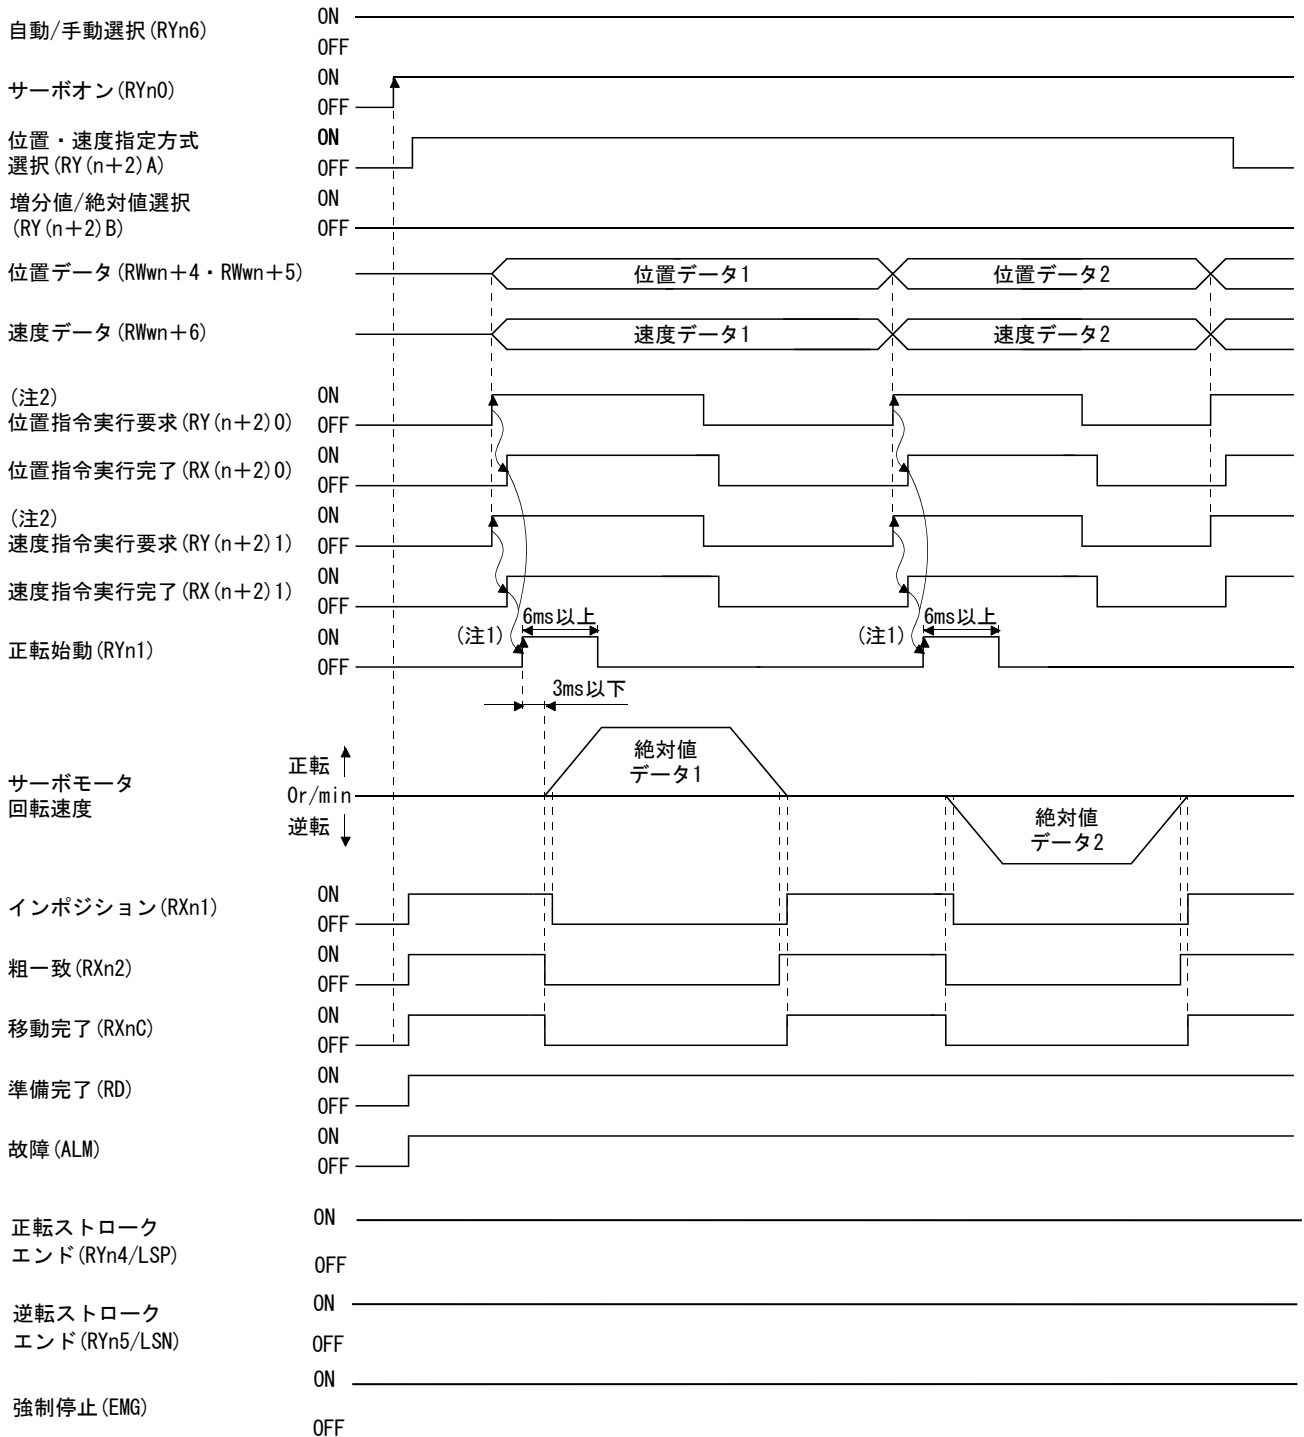 自動/手動選択(RYn6)
ON
OFF
サーボオン(RYn0)
ON
OFF
位置・速度指定方式
選択(RY(n+2)A)
ON
OFF
増分値/絶対値選択
(RY(n+2)B)
ON
OFF
位置データ(RWwn+4・RWwn+5)
位置データ1
位置データ2
速度データ(RWwn+6)
速度データ1
速度データ2
(注2)
位置指令実行要求(RY(n+2)0)
ON
OFF
位置指令実行完了(RX(n+2)0)
ON
OFF
(注2)
速度指令実行要求(RY(n+2)1)
ON
OFF
速度指令実行完了(RX(n+2)1)
ON
OFF
正転始動(RYn1)
ON
OFF
(注1)
6ms以上
(注1)
6ms以上
3ms以下
サーボモータ
回転速度
正転
0r/min
逆転
絶対値
データ1
絶対値
データ2
インポジション(RXn1)
ON
OFF
粗一致(RXn2)
ON
OFF
移動完了(RXnC)
ON
OFF
準備完了(RD)
ON
OFF
故障(ALM)
ON
OFF
正転ストローク
エンド(RYn4/LSP)
ON
OFF
逆転ストローク
エンド(RYn5/LSN)
ON
OFF
強制停止(EMG)
ON
OFF